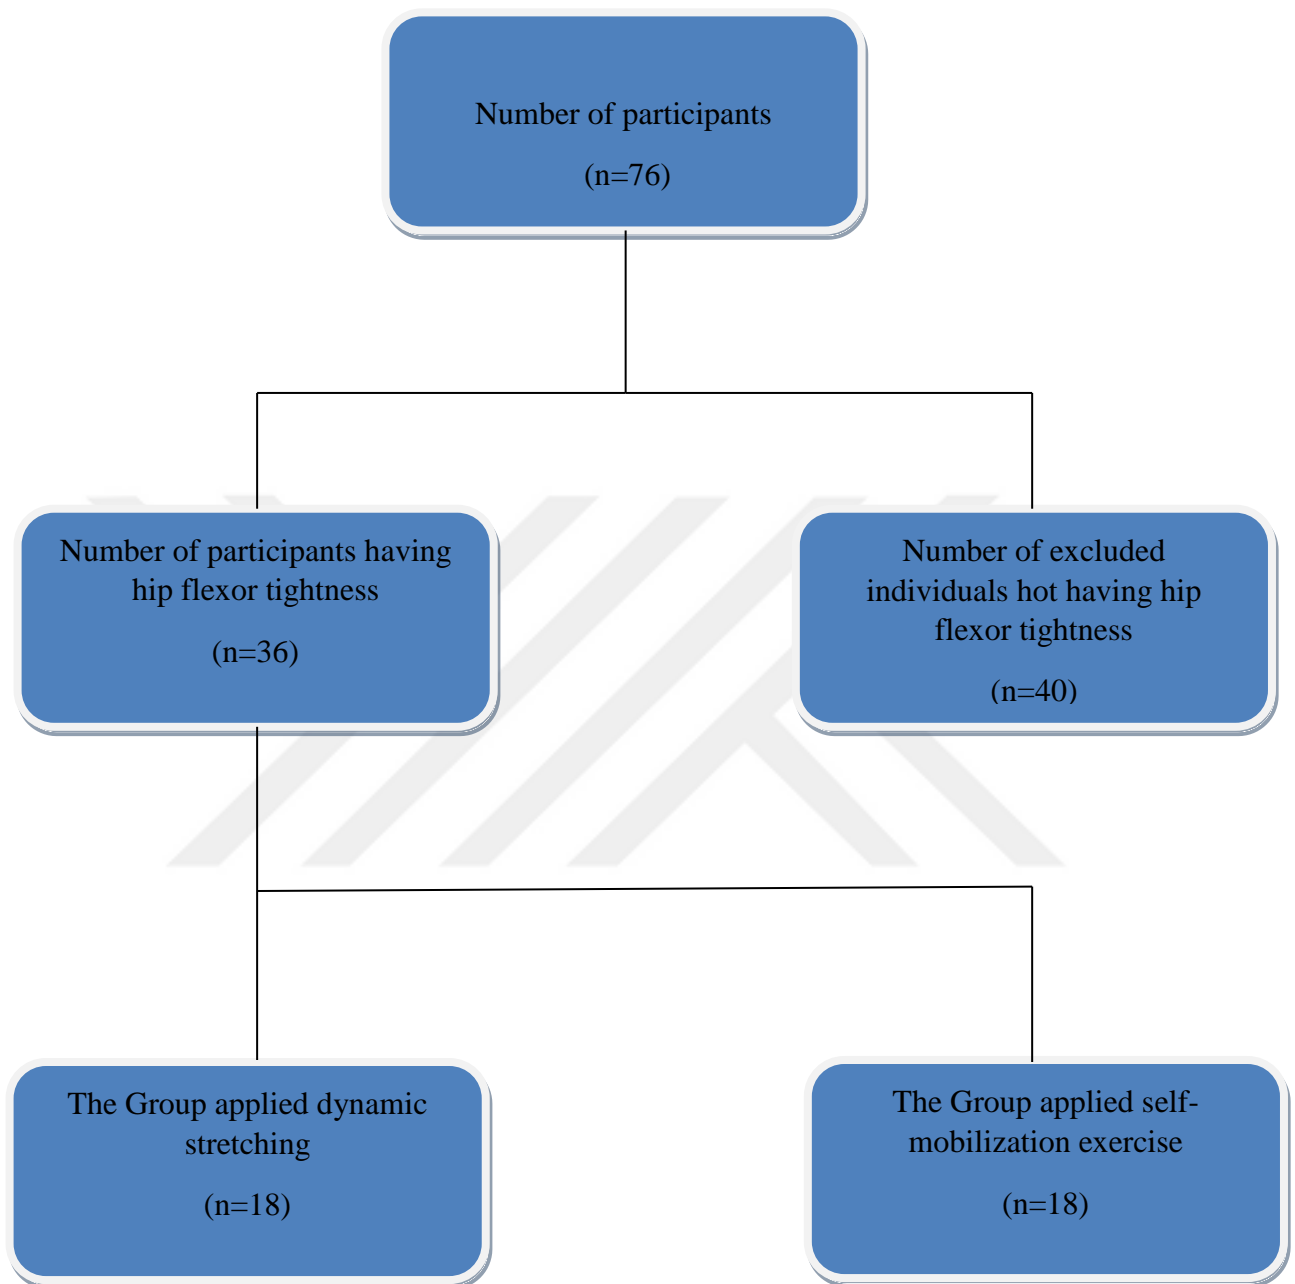 Number of participants
(n=76)
Number of participants having
hip flexor tightness
(n=36)
Number of excluded
individuals hot having hip
flexor tightness
(n=40)
The Group applied dynamic
stretching
(n=18)
The Group applied self-
mobilization exercise
(n=18)